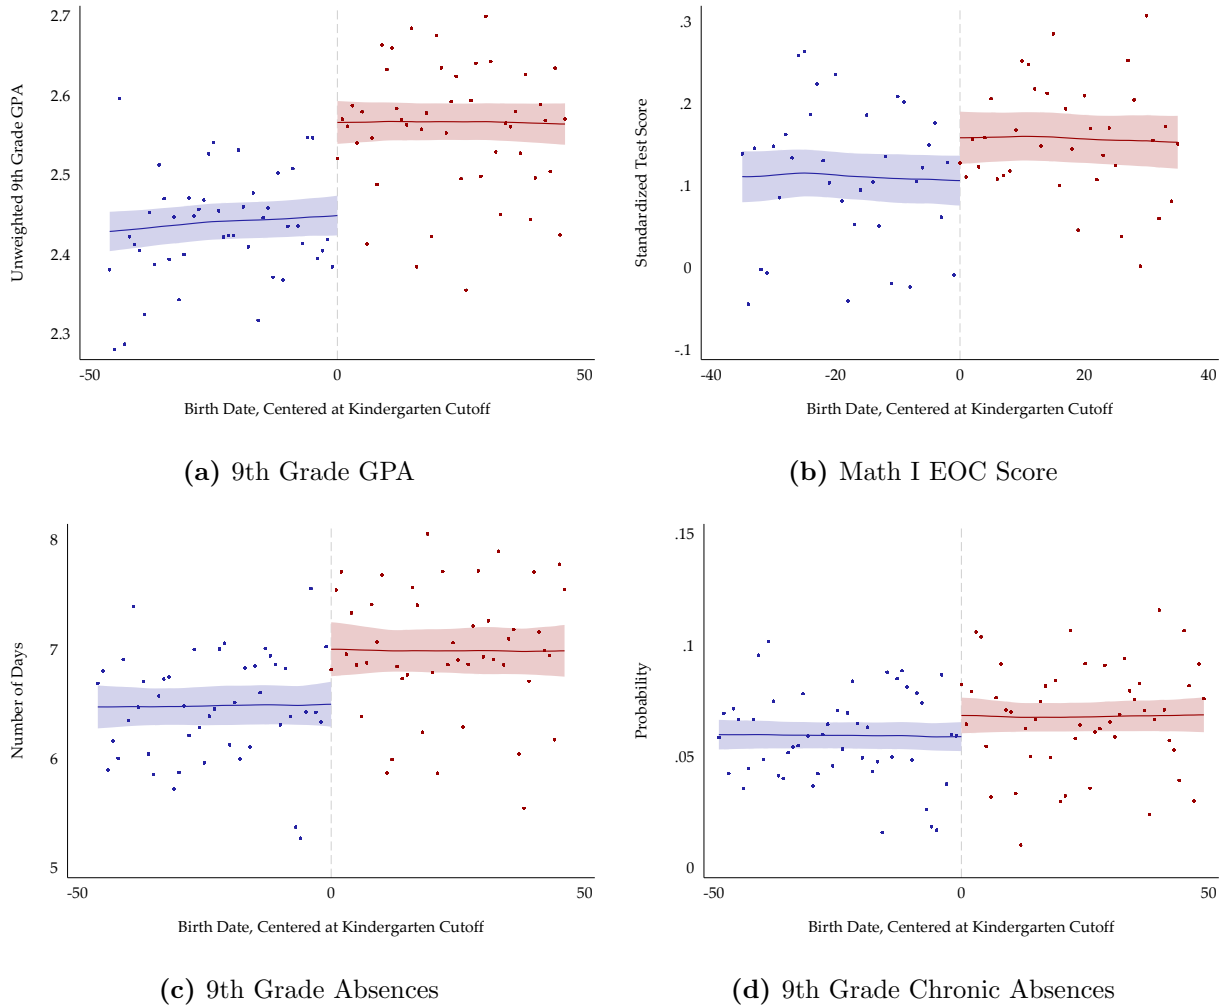 Unweighted 9th Grade GPA
2.7
2.6
2.5
2.4
2.3
-50 0 50
Birth Date, Centered at Kindergarten Cutoff
(a) 9th Grade GPA
Standardized Test Score
.3
.2
.1
0
-.1
-40 -20 0 20 40
Birth Date, Centered at Kindergarten Cutoff
(b) Math I EOC Score
Number of Days
8
7
6
5
-50 0 50
Birth Date, Centered at Kindergarten Cutoff
(c) 9th Grade Absences
Probability
.15
.1
.05
0
-50 0 50
Birth Date, Centered at Kindergarten Cutoff
(d) 9th Grade Chronic Absences